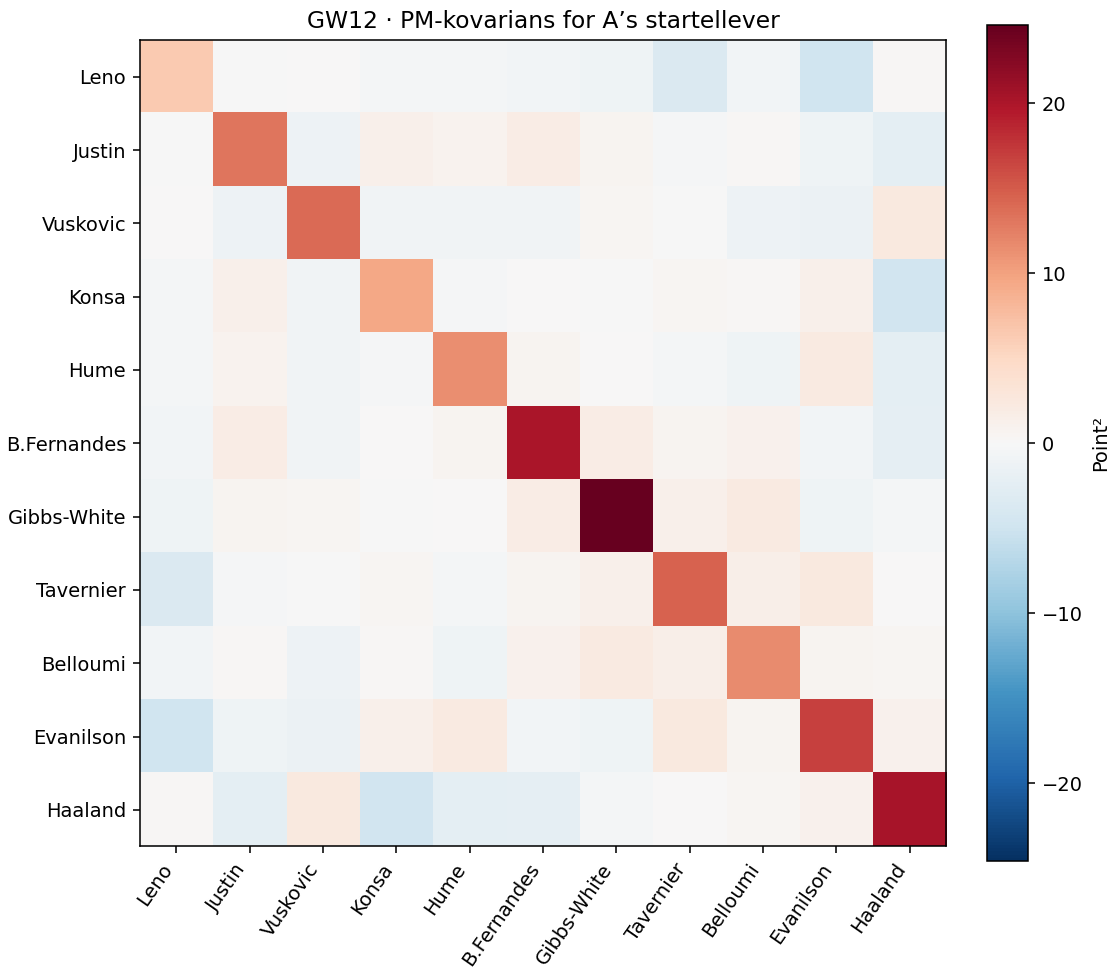 GW12 · PM-kovarians for A’s startellever
Leno
Justin
Vuskovic
Konsa
Hume
B.Fernandes
Gibbs-White
Tavernier
Belloumi
Evanilson
Haaland
Leno
Justin
Vuskovic
Konsa
Hume
B.Fernandes
Gibbs-White
Tavernier
Belloumi
Evanilson
Haaland
20
10
0
−10
−20
Point²